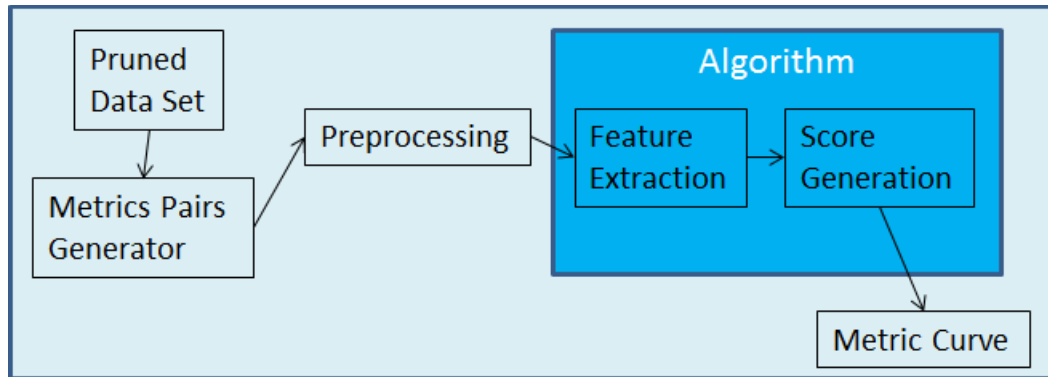 Pruned
Data Set
Metrics Pairs
Generator
Preprocessing
Algorithm
Feature
Extraction
Score
Generation
Metric Curve